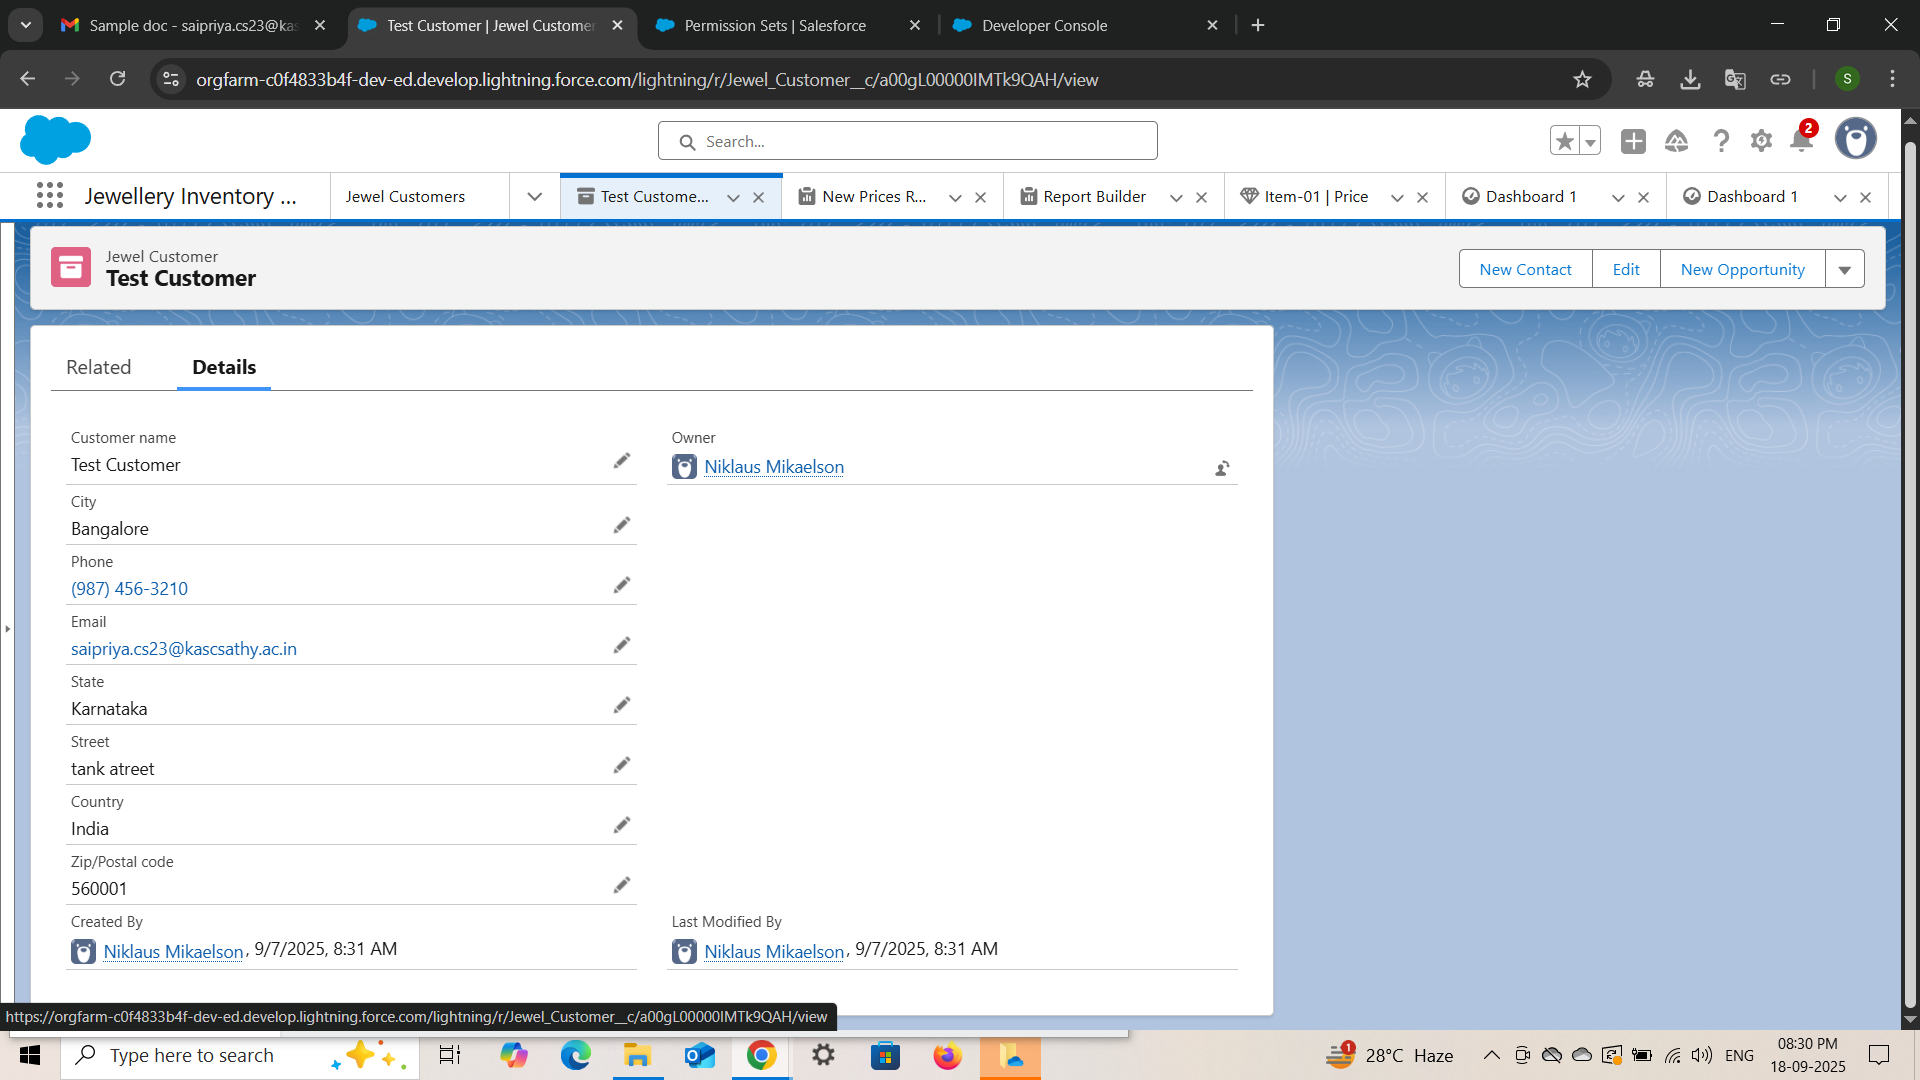 Sample doc - saipriya.cs23@kas
Test Customer | Jewel Customer
Permission Sets | Salesforce
Developer Console
orgfarm-c0f4833b4f-dev-ed.develop.lightning.force.com/lightning/r/Jewel_Customer__c/a00gL00000IMTk9QAH/view
S
Search...
2
Jewellery Inventory ...
Jewel Customers
Test Custome...
New Prices R...
Report Builder
Item-01 | Price
Dashboard 1
Dashboard 1
Jewel Customer
Test Customer
New Contact
Edit
New Opportunity
Related
Details
Customer name
Test Customer
Owner
Niklaus Mikaelson
City
Bangalore
Phone
(987) 456-3210
Email
saipriya.cs23@kascsathy.ac.in
State
Karnataka
Street
tank atreet
Country
India
Zip/Postal code
560001
Created By
Niklaus Mikaelson, 9/7/2025, 8:31 AM
Last Modified By
Niklaus Mikaelson, 9/7/2025, 8:31 AM
https://orgfarm-c0f4833b4f-dev-ed.develop.lightning.force.com/lightning/r/Jewel_Customer__c/a00gL00000IMTk9QAH/view
Type here to search
1
28°C Haze
ENG
08:30 PM
18-09-2025